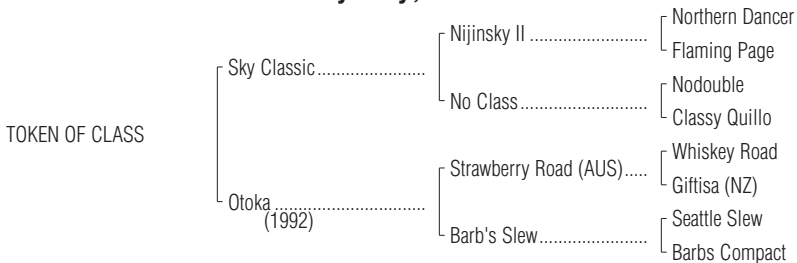 Northern Dancer
Nijinsky II
Flaming Page
Sky Classic
Nodouble
No Class
Classy Quillo
TOKEN OF CLASS
Whiskey Road
Strawberry Road (AUS)
Giftisa (NZ)
Otoka
(1992)
Seattle Slew
Barb's Slew
Barbs Compact